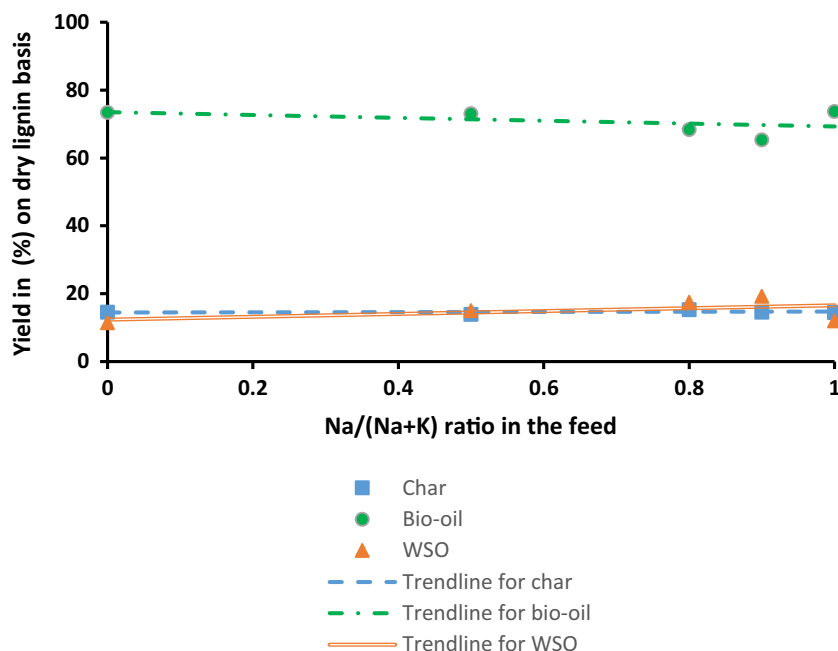 100
80
60
40
20
0
Yield in (%) on dry lignin basis
0
0.2
0.4
0.6
0.8
1
Na/(Na+K) ratio in the feed
Char
Bio-oil
WSO
Trendline for char
Trendline for bio-oil
Trendline for WSO